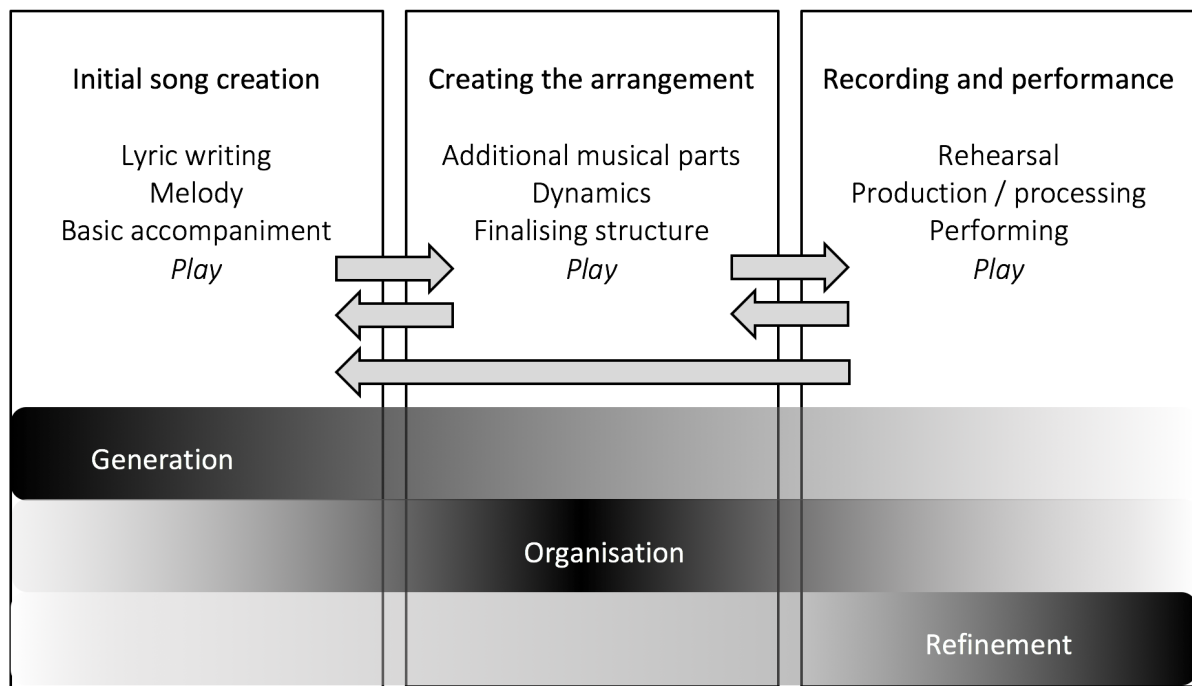 Initial song creation
Lyric writing
Melody
Basic accompaniment
Play
Creating the arrangement
Additional musical parts
Dynamics
Finalising structure
Play
Recording and performance
Rehearsal
Production / processing
Performing
Play
Generation
Organisation
Refinement